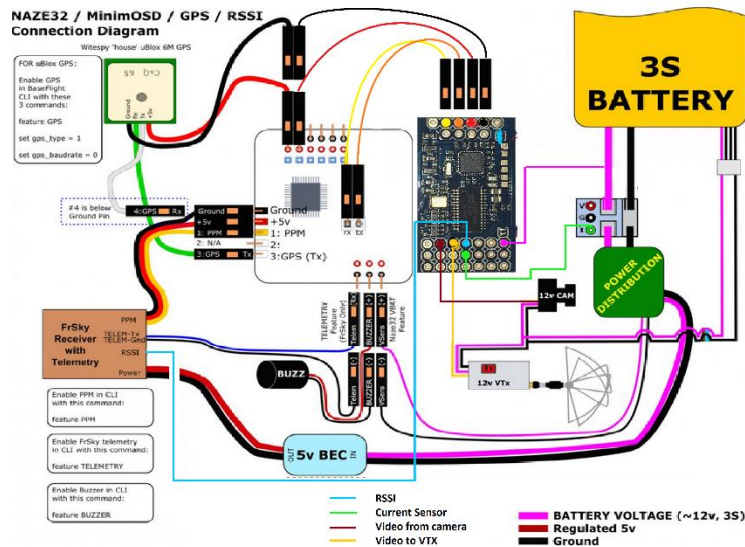 NAZE32 / MinimOSD / GPS / RSSI
Connection Diagram
Witespy 'house' uBlox 6M GPS
FOR uBlox GPS:
Enable GPS
in BaseFlight
CLI with these
3 commands:
feature GPS
set gps_type = 1
set gps_baudrate = 0
Ground
Rx
Tx
+5v
#4 is below
Ground Pin
4:GPS Rx
Ground
+5v
1: PPM
2: N/A
3:GPS Tx
Ground
+5v
1: PPM
2:
3:GPS (Tx)
rx tx
3S
BATTERY
V
G
I
POWER
DISTRIBUTION
12v CAM
12v VTx
TELEMETRY
Feature
(FrSky Only)
Naze32 VBAT
Feature
Telem (Rx)
BUZZER (+)
VSens (+)
Telem (-)
BUZZER (-)
VSens (-)
FrSky
Receiver
with
Telemetry
PPM
TELEM-Tx
TELEM-Gnd
RSSI
Power
BUZZ
OUT 5v BEC IN
Enable PPM in CLI
with this command:
feature PPM
Enable FrSky telemetry
in CLI with this command:
feature TELEMETRY
Enable Buzzer in CLI
with this command:
feature BUZZER
RSSI
Current Sensor
Video from camera
Video to VTX
BATTERY VOLTAGE (~12v, 3S)
Regulated 5v
Ground